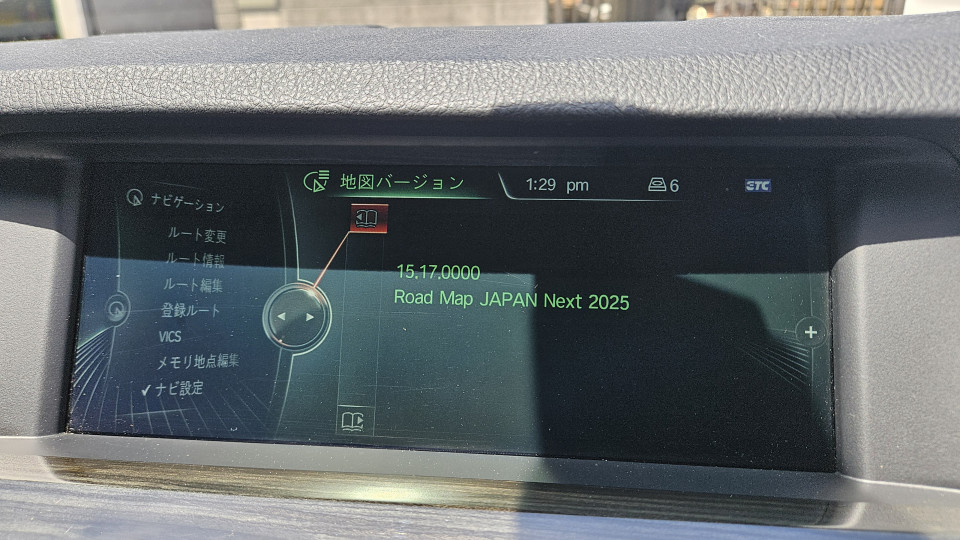 地図バージョン
1:29 pm
6
ETC
ナビゲーション
ルート変更
ルート情報
ルート編集
登録ルート
VICS
メモリ地点編集
ナビ設定
15.17.0000
Road Map JAPAN Next 2025